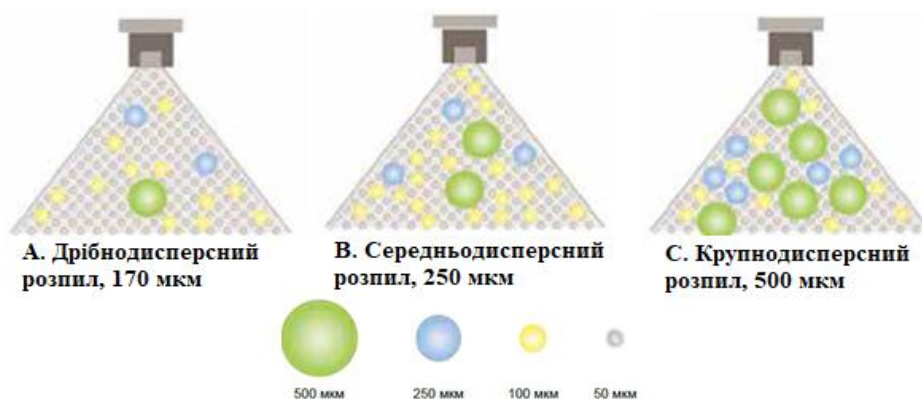 А. Дрібнодисперсний
розпил, 170 мкм
В. Середньодисперсний
розпил, 250 мкм
С. Крупнодисперсний
розпил, 500 мкм
500 мкм
250 мкм
100 мкм
50 мкм